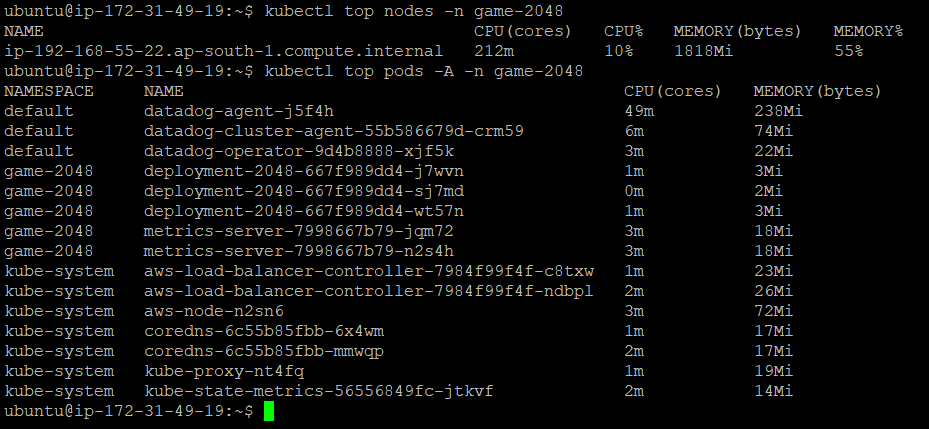 ubuntu@ip-172-31-49-19:~$ kubectl top nodes -n game-2048
NAME CPU(cores) CPU% MEMORY(bytes) MEMORY%
ip-192-168-55-22.ap-south-1.compute.internal 212m 10% 1818Mi 55%
ubuntu@ip-172-31-49-19:~$ kubectl top pods -A -n game-2048
NAMESPACE NAME CPU(cores) MEMORY(bytes)
default datadog-agent-j5f4h 49m 238Mi
default datadog-cluster-agent-55b586679d-crm59 6m 74Mi
default datadog-operator-9d4b8888-xjf5k 3m 22Mi
game-2048 deployment-2048-667f989dd4-j7wvn 1m 3Mi
game-2048 deployment-2048-667f989dd4-sj7md 0m 2Mi
game-2048 deployment-2048-667f989dd4-wt57n 1m 3Mi
game-2048 metrics-server-7998667b79-jqm72 3m 18Mi
game-2048 metrics-server-7998667b79-n2s4h 3m 18Mi
kube-system aws-load-balancer-controller-7984f99f4f-c8txw 1m 23Mi
kube-system aws-load-balancer-controller-7984f99f4f-ndbpl 2m 26Mi
kube-system aws-node-n2sn6 3m 72Mi
kube-system coredns-6c55b85fbb-6x4wm 1m 17Mi
kube-system coredns-6c55b85fbb-mmwqp 2m 17Mi
kube-system kube-proxy-nt4fq 1m 19Mi
kube-system kube-state-metrics-56556849fc-jtkvf 2m 14Mi
ubuntu@ip-172-31-49-19:~$